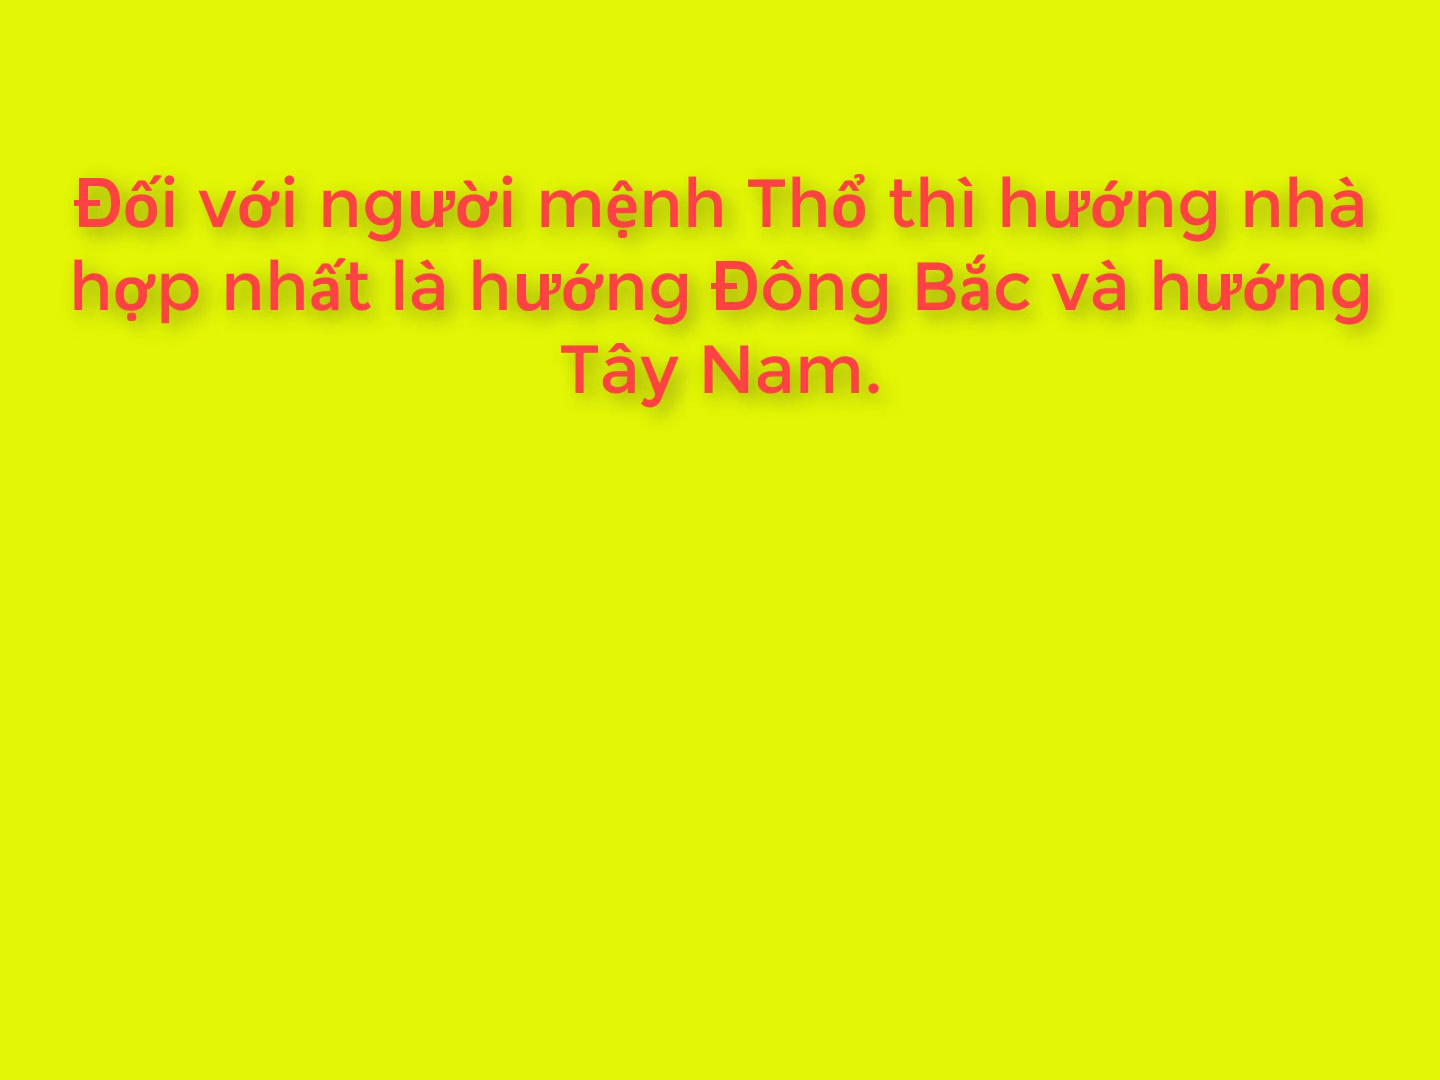 Đối với người mệnh Thổ thì hướng nhà
hợp nhất là hướng Đông Bắc và hướng
Tây Nam.